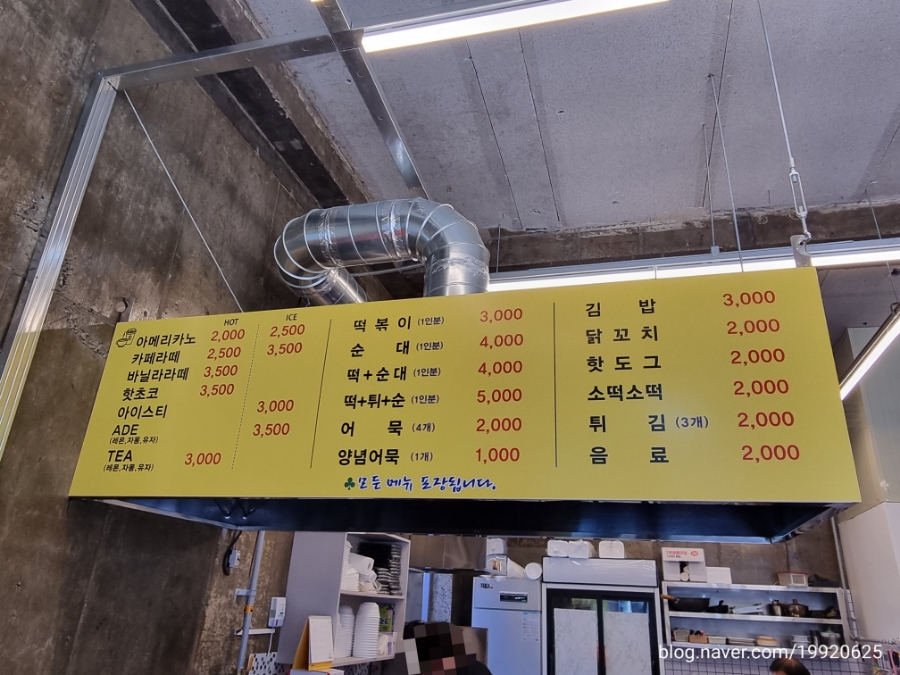 HOT ICE
아메리카노 2,000 2,500
카페라떼 2,500 3,500
바닐라라떼 3,500
핫초코 3,500
아이스티 3,000
ADE 3,500
(레몬,자몽,유자)
TEA 3,000
(레몬,자몽,유자)
떡볶이 (1인분) 3,000
순대 (1인분) 4,000
떡+순대 (1인분) 4,000
떡+튀+순 (1인분) 5,000
어묵 (4개) 2,000
양념어묵 (1개) 1,000
김밥 3,000
닭꼬치 2,000
핫도그 2,000
소떡소떡 2,000
튀김 (3개) 2,000
음료 2,000
모든 메뉴 포장됩니다.
blog.naver.com/19920625